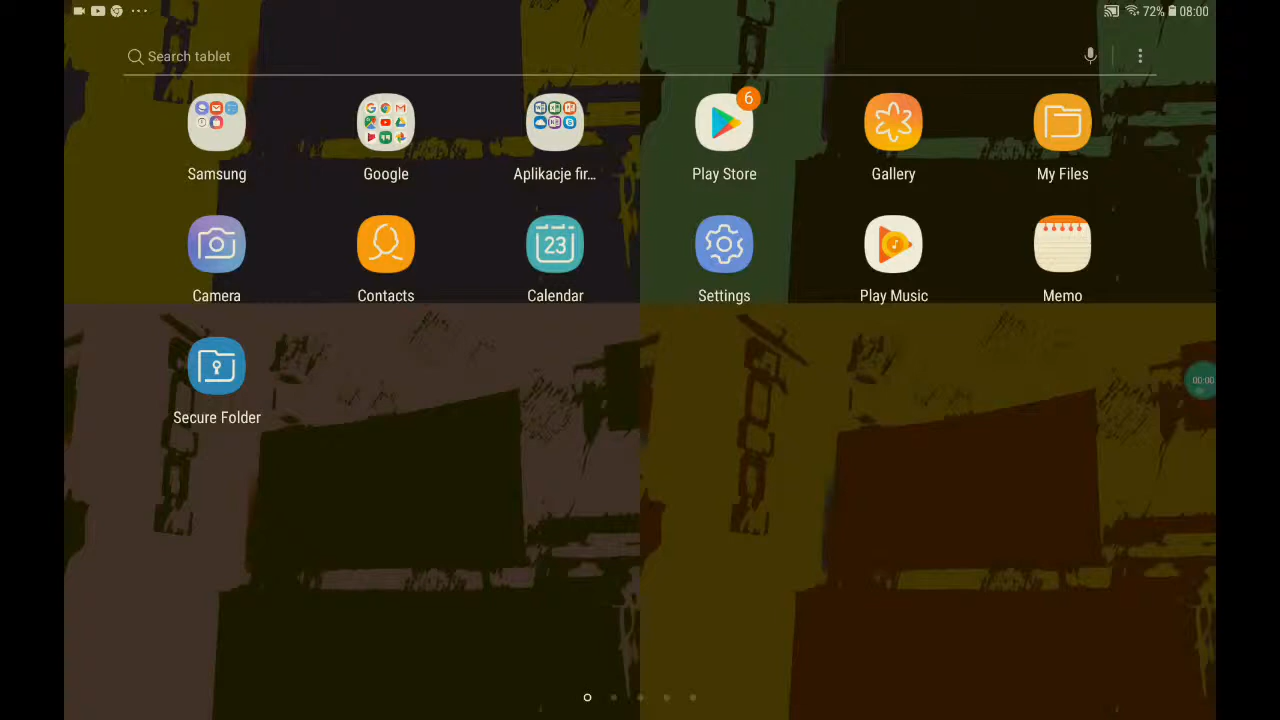 72% 08:00
Search tablet
6
Samsung Google Aplikacje fir... Play Store Gallery My Files
23
Camera Contacts Calendar Settings Play Music Memo
00:00
Secure Folder